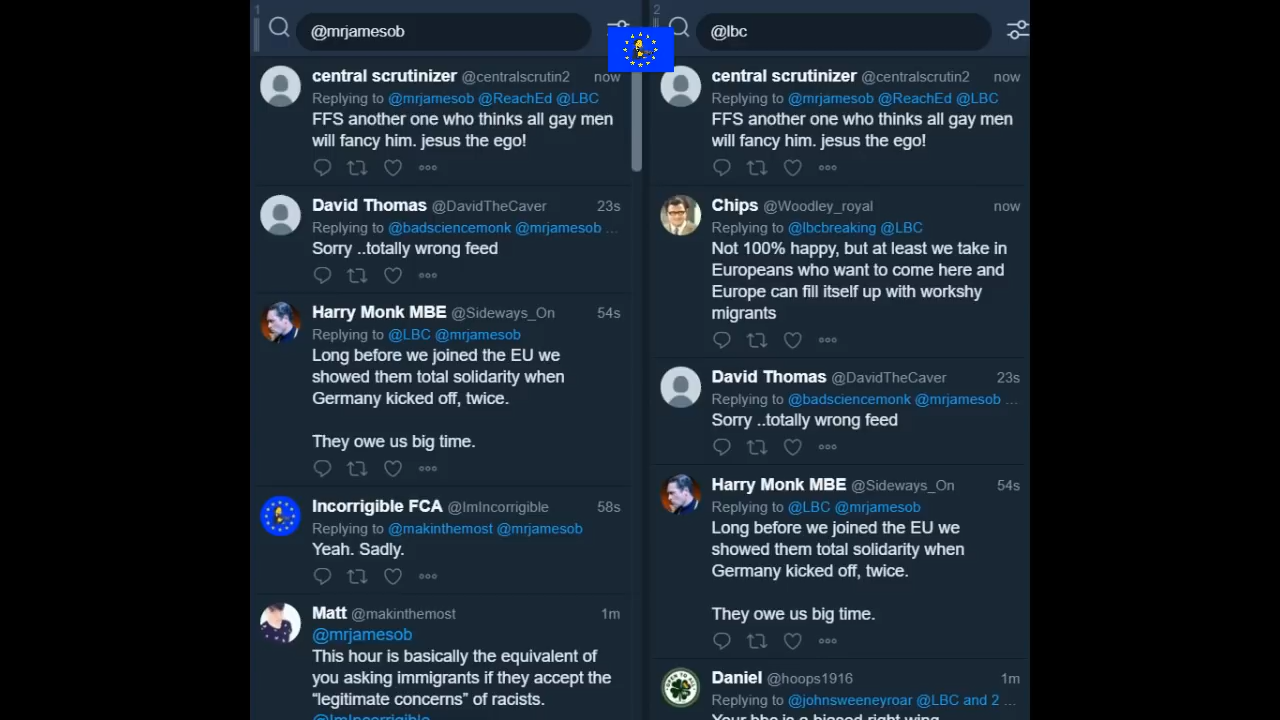 1
@mrjamesob
central scrutinizer @centralscrutin2 now
Replying to @mrjamesob @ReachEd @LBC
FFS another one who thinks all gay men
will fancy him. jesus the ego!
David Thomas @DavidTheCaver 23s
Replying to @badsciencemonk @mrjamesob ...
Sorry ..totally wrong feed
Harry Monk MBE @Sideways_On 54s
Replying to @LBC @mrjamesob
Long before we joined the EU we
showed them total solidarity when
Germany kicked off, twice.
They owe us big time.
Incorrigible FCA @ImIncorrigible 58s
Replying to @makinthemost @mrjamesob
Yeah. Sadly.
Matt @makinthemost 1m
@mrjamesob
This hour is basically the equivalent of
you asking immigrants if they accept the
“legitimate concerns” of racists.
@ImIncorrigible
2
@lbc
central scrutinizer @centralscrutin2 now
Replying to @mrjamesob @ReachEd @LBC
FFS another one who thinks all gay men
will fancy him. jesus the ego!
Chips @Woodley_royal now
Replying to @lbcbreaking @LBC
Not 100% happy, but at least we take in
Europeans who want to come here and
Europe can fill itself up with workshy
migrants
David Thomas @DavidTheCaver 23s
Replying to @badsciencemonk @mrjamesob ...
Sorry ..totally wrong feed
Harry Monk MBE @Sideways_On 54s
Replying to @LBC @mrjamesob
Long before we joined the EU we
showed them total solidarity when
Germany kicked off, twice.
They owe us big time.
Daniel @hoops1916 1m
Replying to @johnsweeneyroar @LBC and 2 ...
Your bbc is a biased right wing